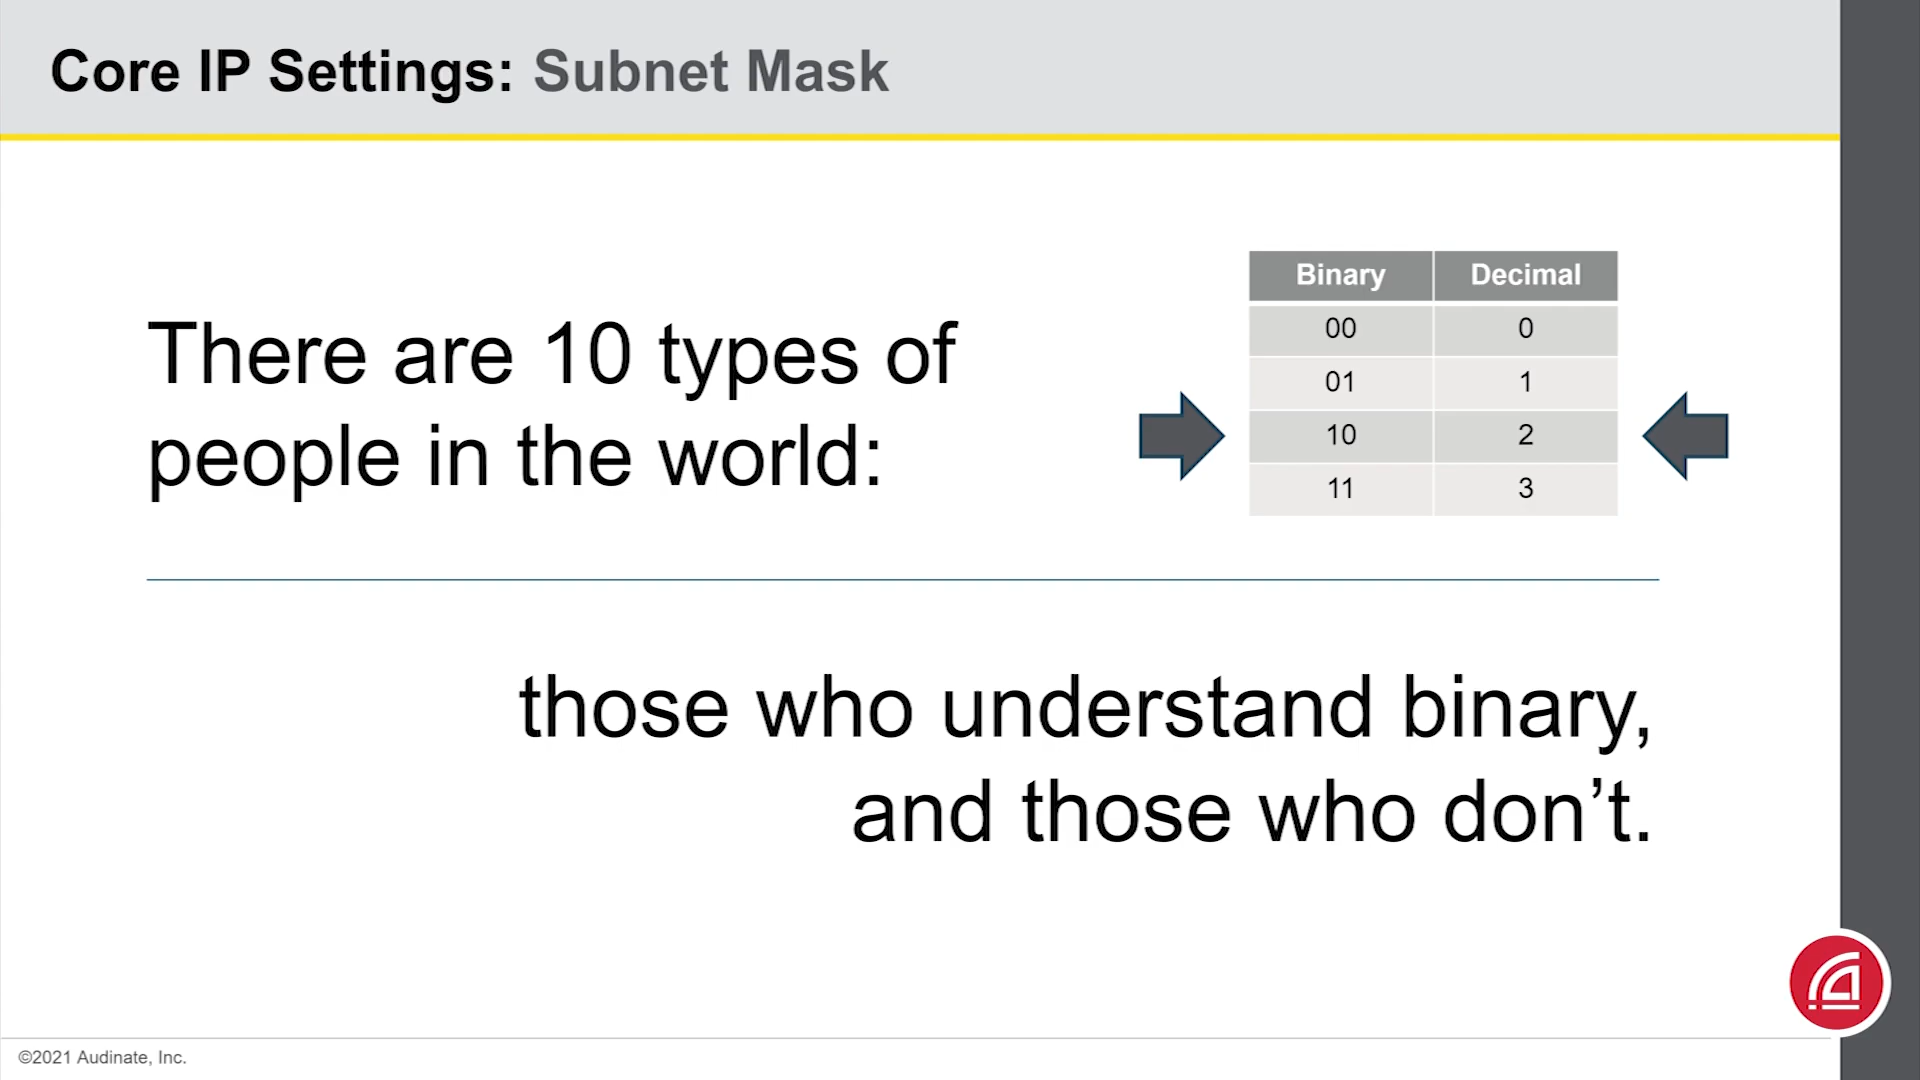 Core IP Settings: Subnet Mask
There are 10 types of
people in the world:
Binary Decimal
00 0
01 1
10 2
11 3
those who understand binary,
and those who don’t.
©2021 Audinate, Inc.